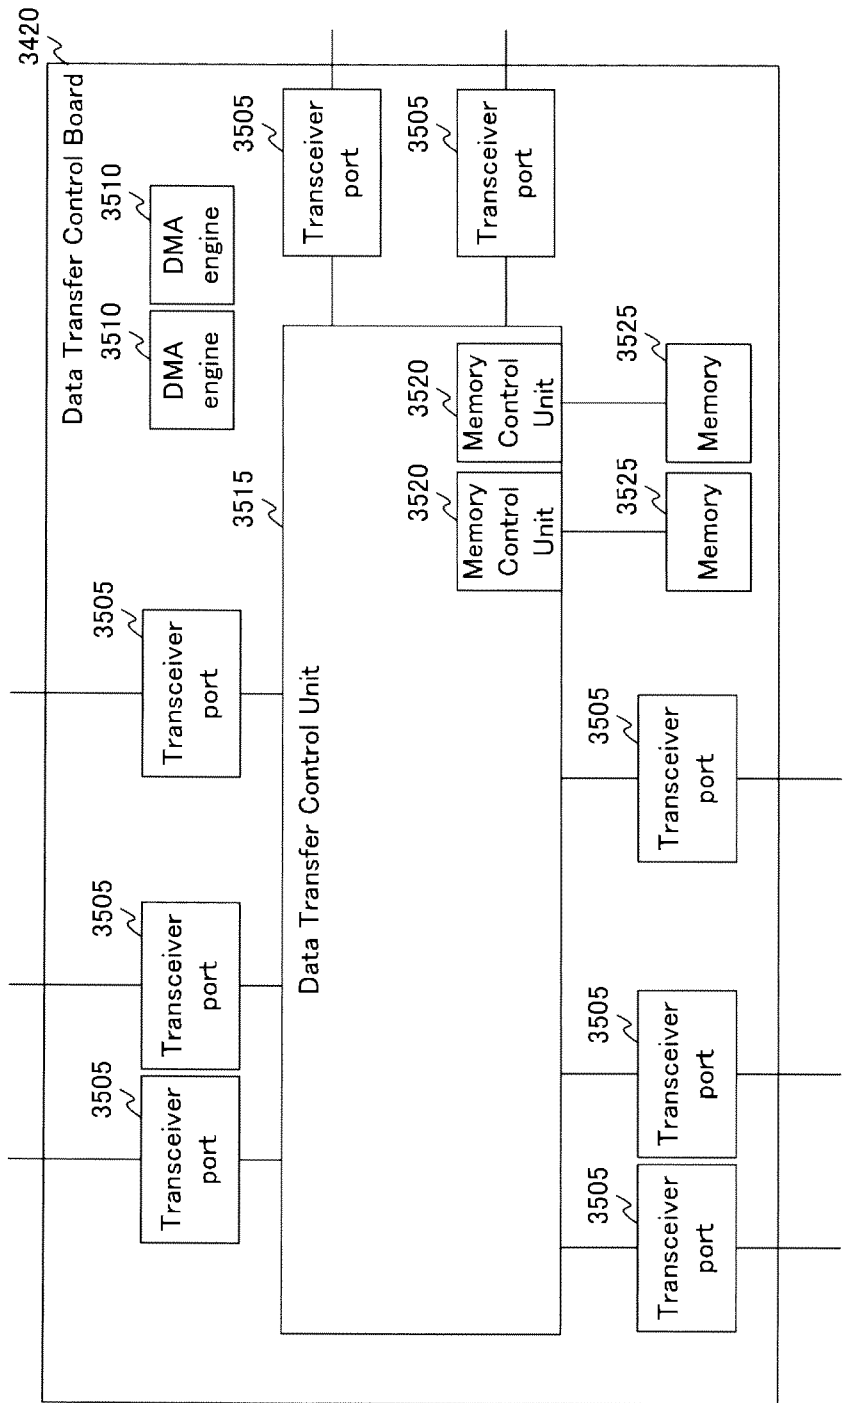 3420
Data Transfer Control Board
3505
3505
3505
3510
3510
Transceiver
port
Transceiver
port
Transceiver
port
DMA
engine
DMA
engine
3515
3505
Transceiver
port
Data Transfer Control Unit
3520
3520
3505
Memory
Control
Unit
Memory
Control
Unit
Transceiver
port
3505
3505
3505
3525
3525
Transceiver
port
Transceiver
port
Transceiver
port
Memory
Memory